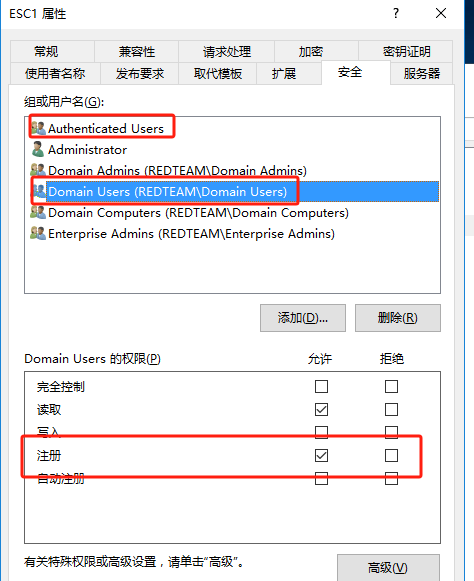 ESC1 属性
常规 兼容性 请求处理 加密 密钥证明
使用者名称 发布要求 取代模板 扩展 安全 服务器
组或用户名(G):
Authenticated Users
Administrator
Domain Admins (REDTEAM\Domain Admins)
Domain Users (REDTEAM\Domain Users)
Domain Computers (REDTEAM\Domain Computers)
Enterprise Admins (REDTEAM\Enterprise Admins)
添加(D)... 删除(R)
Domain Users 的权限(P) 允许 拒绝
完全控制
读取
写入
注册
自动注册
有关特殊权限或高级设置，请单击“高级”。 高级(V)